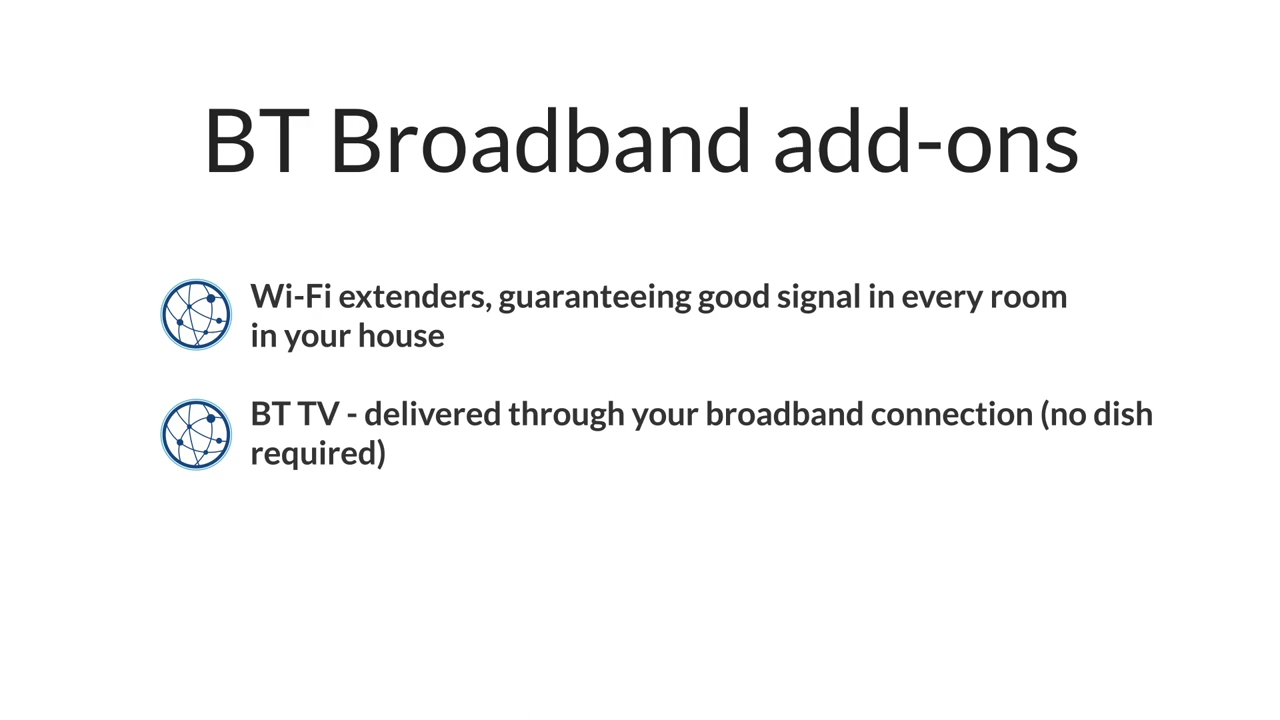 BT Broadband add-ons
Wi-Fi extenders, guaranteeing good signal in every room
in your house
BT TV - delivered through your broadband connection (no dish
required)